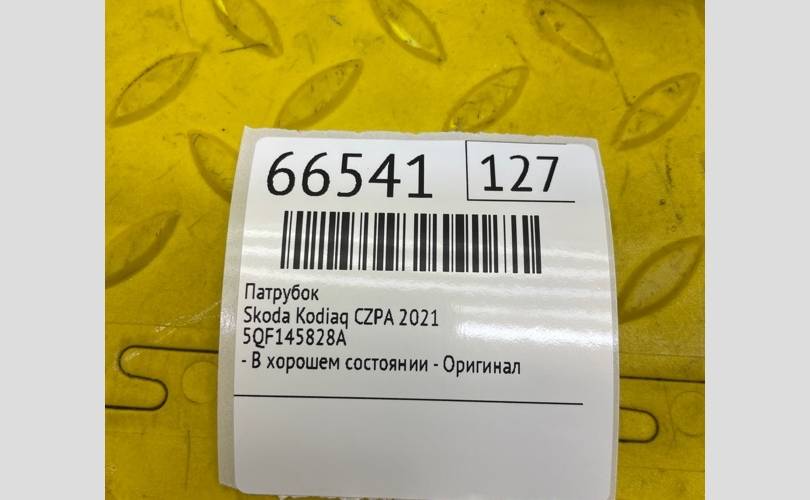 66541 127
Патрубок
Skoda Kodiaq CZPA 2021
5QF145828A
- В хорошем состоянии - Оригинал